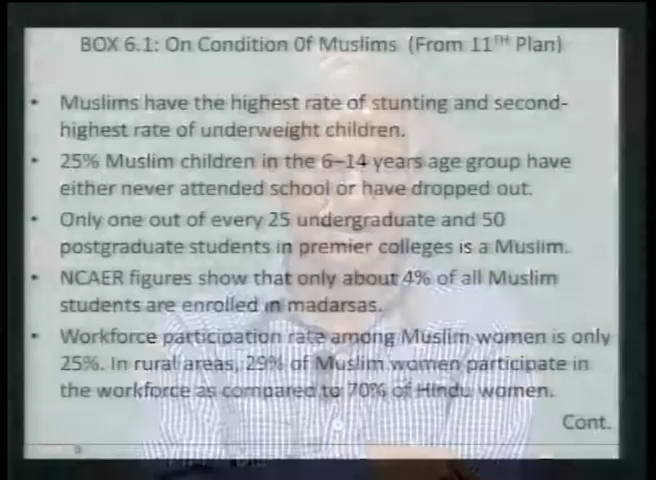 BOX 6.1: On Condition 0f Muslims (From 11TH Plan)
• Muslims have the highest rate of stunting and second-
highest rate of underweight children.
• 25% Muslim children in the 6–14 years age group have
either never attended school or have dropped out.
• Only one out of every 25 undergraduate and 50
postgraduate students in premier colleges is a Muslim.
• NCAER figures show that only about 4% of all Muslim
students are enrolled in madarsas.
• Workforce participation rate among Muslim women is only
25%. In rural areas, 29% of Muslim women participate in
the workforce as compared to 70% of Hindu women.
Cont.